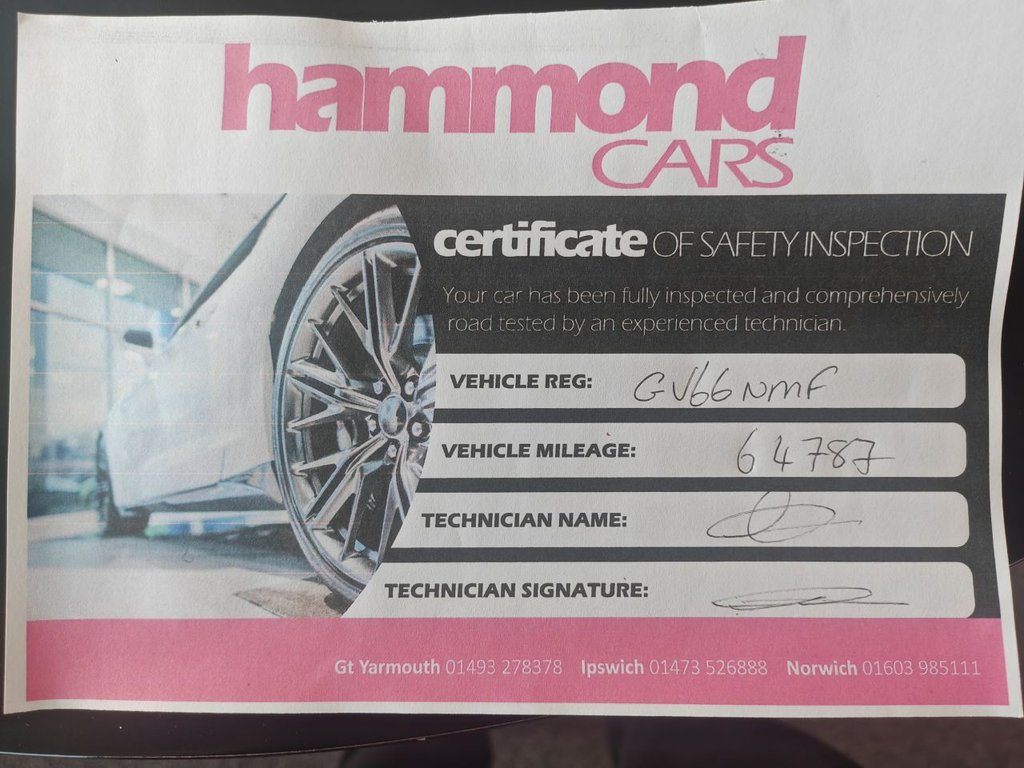 hammond
CARS
certificate OF SAFETY INSPECTION
Your car has been fully inspected and comprehensively
road tested by an experienced technician.
VEHICLE REG: GV66NMF
VEHICLE MILEAGE: 64787
TECHNICIAN NAME:
TECHNICIAN SIGNATURE:
Gt Yarmouth 01493 278378 Ipswich 01473 526888 Norwich 01603 985111